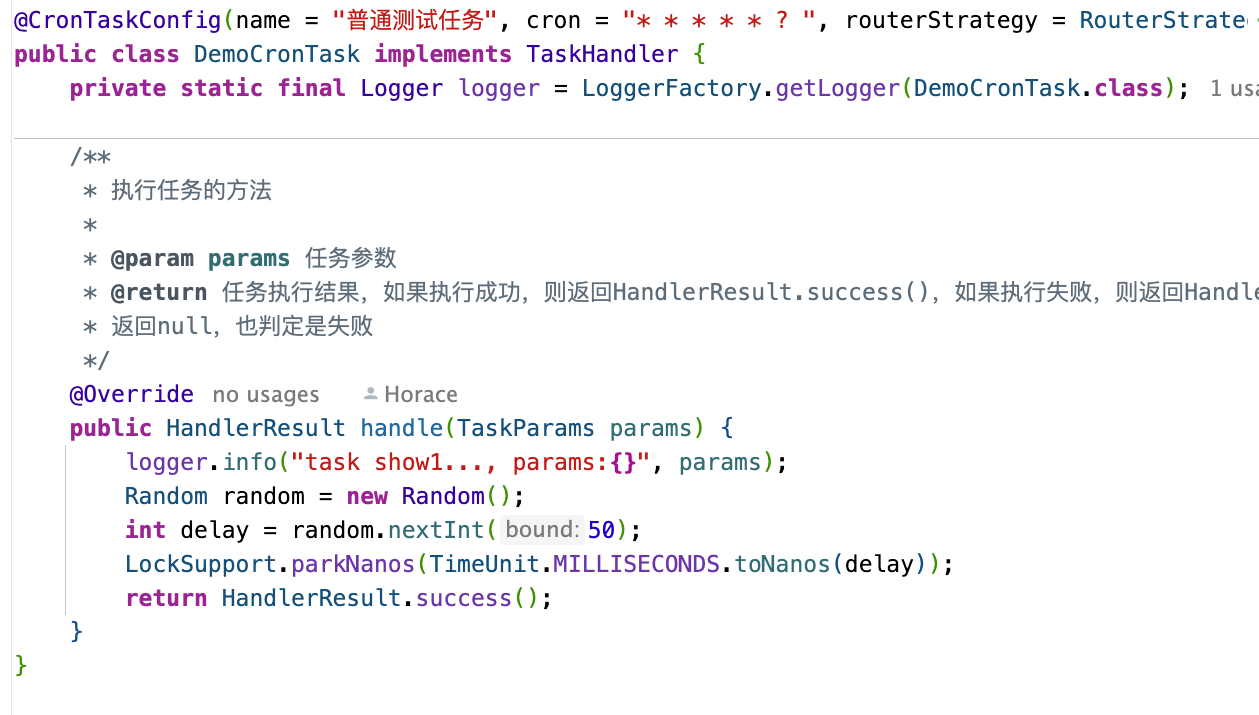 @CronTaskConfig(name = "普通测试任务", cron = "* * * * * ? ", routerStrategy = RouterStrate
public class DemoCronTask implements TaskHandler {
    private static final Logger logger = LoggerFactory.getLogger(DemoCronTask.class); 1 usa
    /**
     * 执行任务的方法
     *
     * @param params 任务参数
     * @return 任务执行结果，如果执行成功，则返回HandlerResult.success()，如果执行失败，则返回Handle
     * 返回null，也判定是失败
     */
    @Override no usages Horace
    public HandlerResult handle(TaskParams params) {
        logger.info("task show1..., params:{}", params);
        Random random = new Random();
        int delay = random.nextInt( bound: 50);
        LockSupport.parkNanos(TimeUnit.MILLISECONDS.toNanos(delay));
        return HandlerResult.success();
    }
}